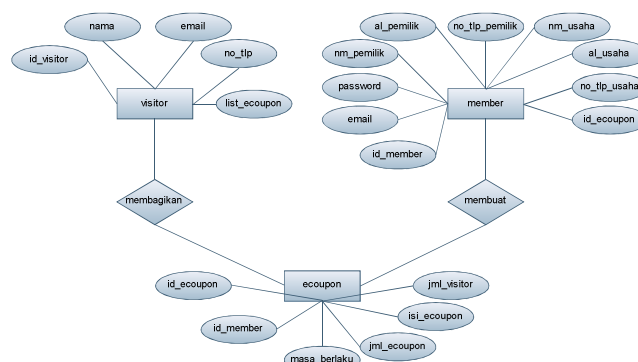 nama
email
al_pemilik
no_tlp_pemilik
nm_usaha
id_visitor
no_tlp
nm_pemilik
al_usaha
password
no_tlp_usaha
visitor
list_ecoupon
member
email
id_ecoupon
id_member
membagikan
membuat
id_ecoupon
ecoupon
jml_visitor
isi_ecoupon
id_member
jml_ecoupon
masa_berlaku